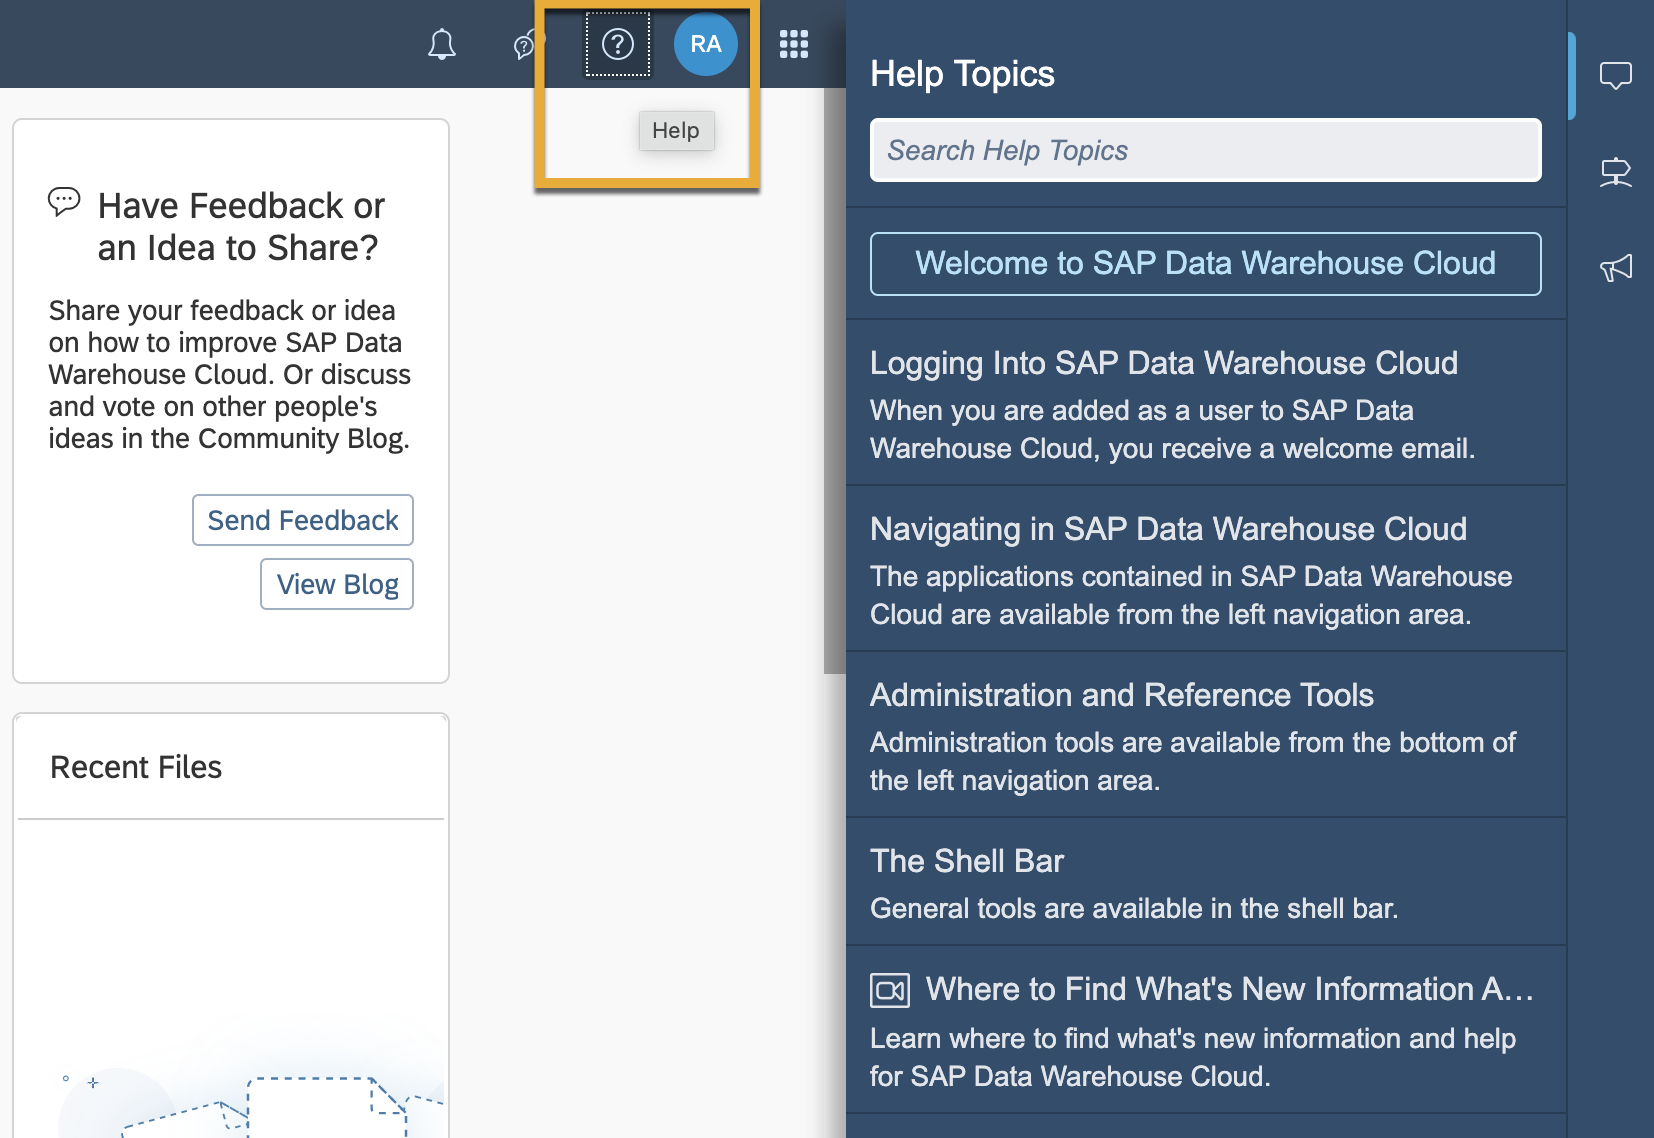 RA
Help
Have Feedback or
an Idea to Share?
Share your feedback or idea
on how to improve SAP Data
Warehouse Cloud. Or discuss
and vote on other people's
ideas in the Community Blog.
Send Feedback
View Blog
Recent Files
Help Topics
Search Help Topics
Welcome to SAP Data Warehouse Cloud
Logging Into SAP Data Warehouse Cloud
When you are added as a user to SAP Data
Warehouse Cloud, you receive a welcome email.
Navigating in SAP Data Warehouse Cloud
The applications contained in SAP Data Warehouse
Cloud are available from the left navigation area.
Administration and Reference Tools
Administration tools are available from the bottom of
the left navigation area.
The Shell Bar
General tools are available in the shell bar.
Where to Find What's New Information A...
Learn where to find what's new information and help
for SAP Data Warehouse Cloud.